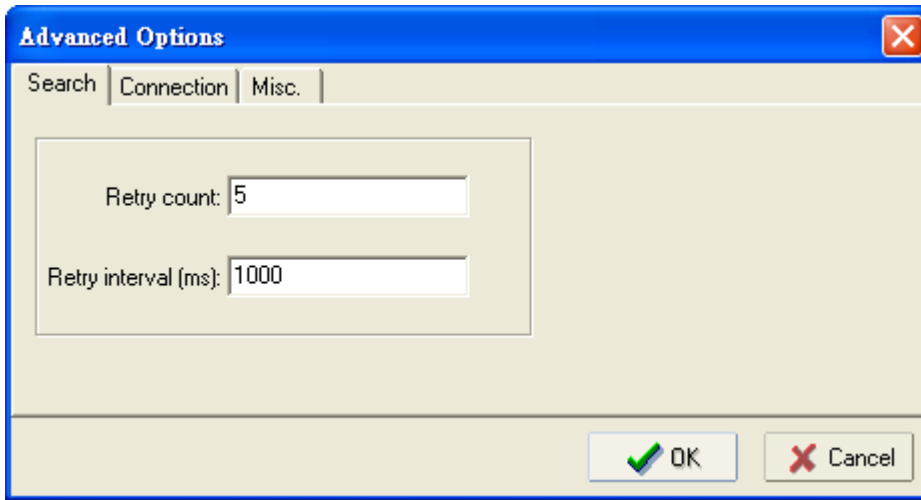 Advanced Options
Search Connection Misc.
Retry count: 5
Retry interval (ms): 1000
OK Cancel